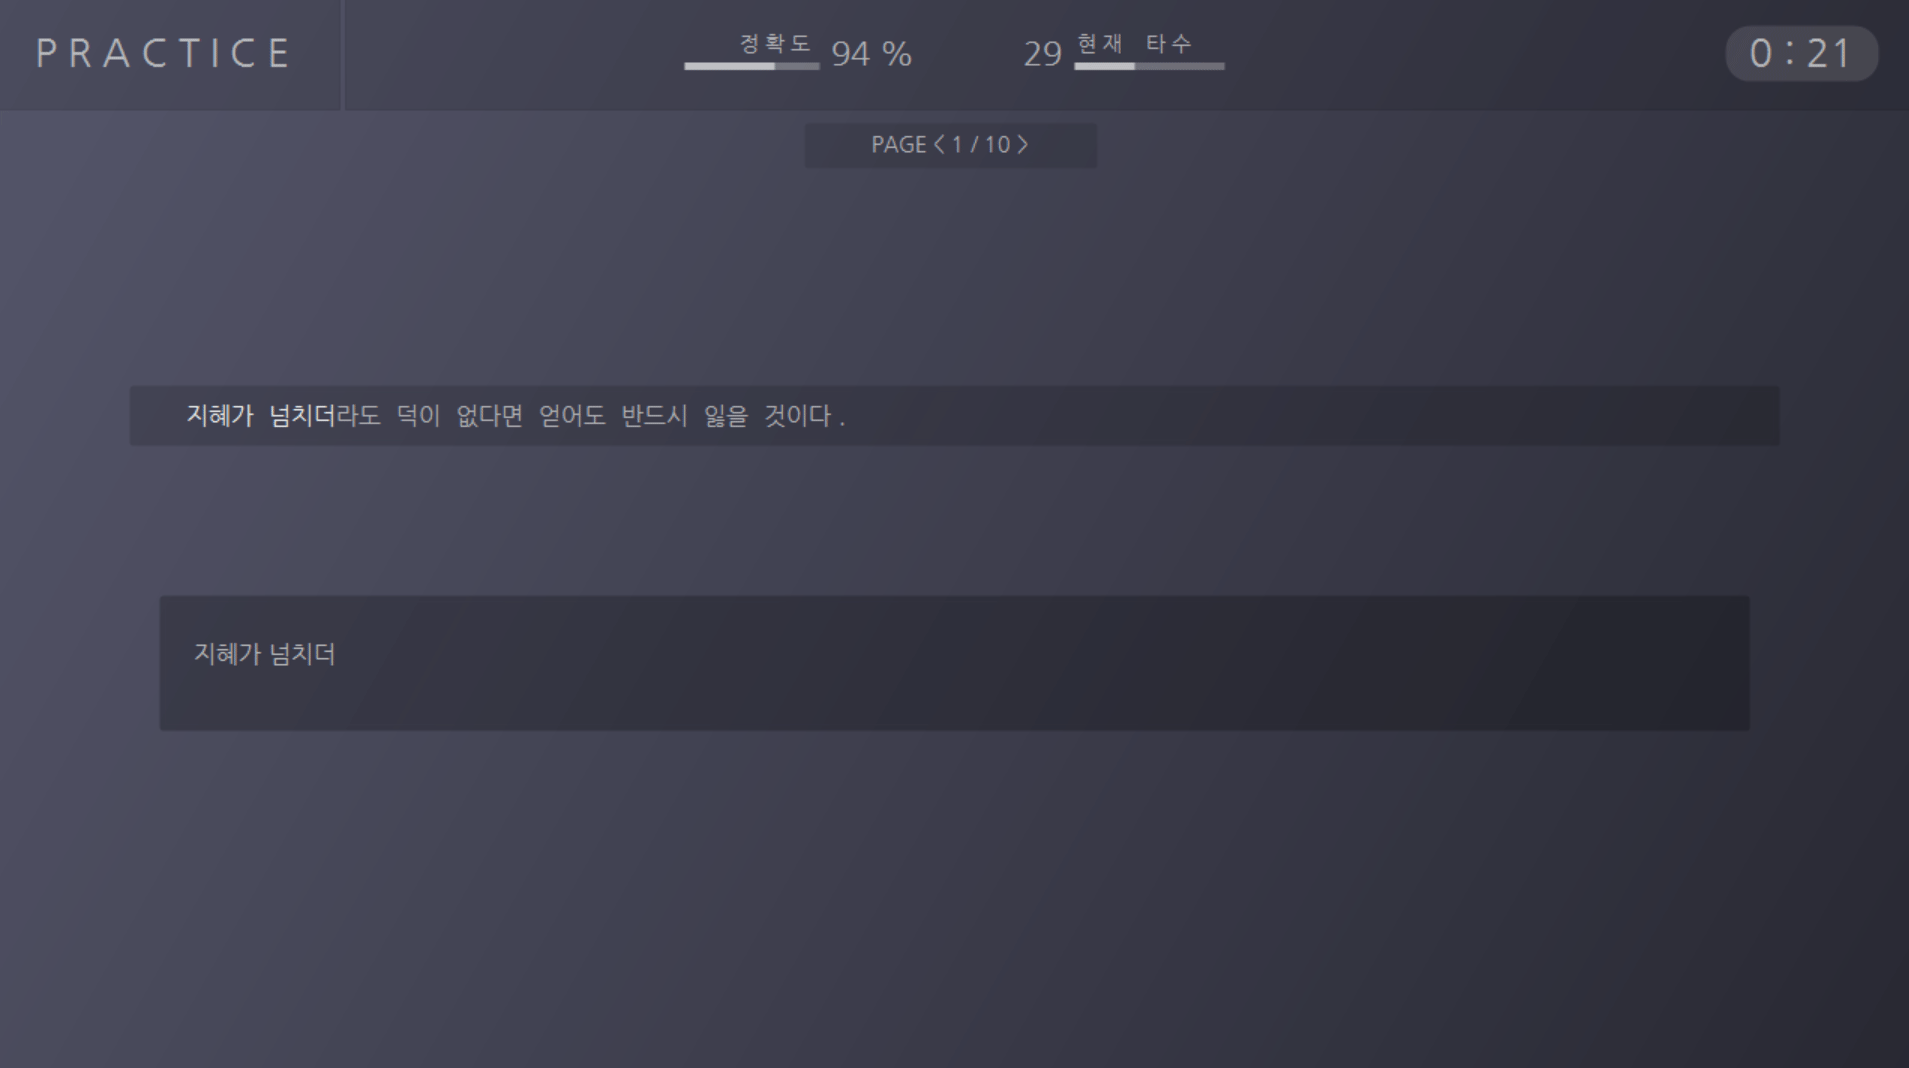 PRACTICE
정확도 94 %
29 현재 타수
0 : 21
PAGE < 1 / 10 >
지혜가 넘치더라도 덕이 없다면 얻어도 반드시 잃을 것이다 .
지혜가 넘치더